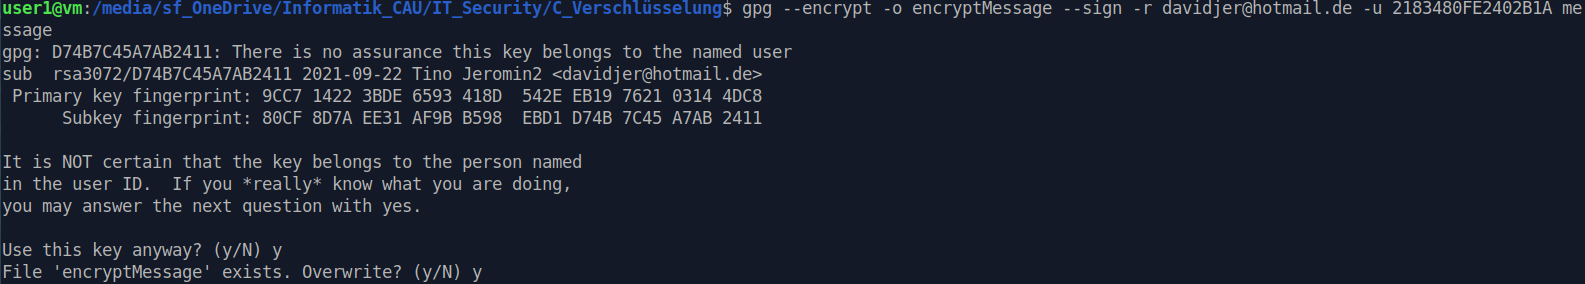 user1@vm:/media/sf_OneDrive/Informatik_CAU/IT_Security/C_Verschlüsselung$ gpg --encrypt -o encryptMessage --sign -r davidjer@hotmail.de -u 2183480FE2402B1A me
ssage
gpg: D74B7C45A7AB2411: There is no assurance this key belongs to the named user
sub  rsa3072/D74B7C45A7AB2411 2021-09-22 Tino Jeromin2 <davidjer@hotmail.de>
 Primary key fingerprint: 9CC7 1422 3BDE 6593 418D  542E EB19 7621 0314 4DC8
      Subkey fingerprint: 80CF 8D7A EE31 AF9B B598  EBD1 D74B 7C45 A7AB 2411

It is NOT certain that the key belongs to the person named
in the user ID.  If you *really* know what you are doing,
you may answer the next question with yes.

Use this key anyway? (y/N) y
File 'encryptMessage' exists. Overwrite? (y/N) y